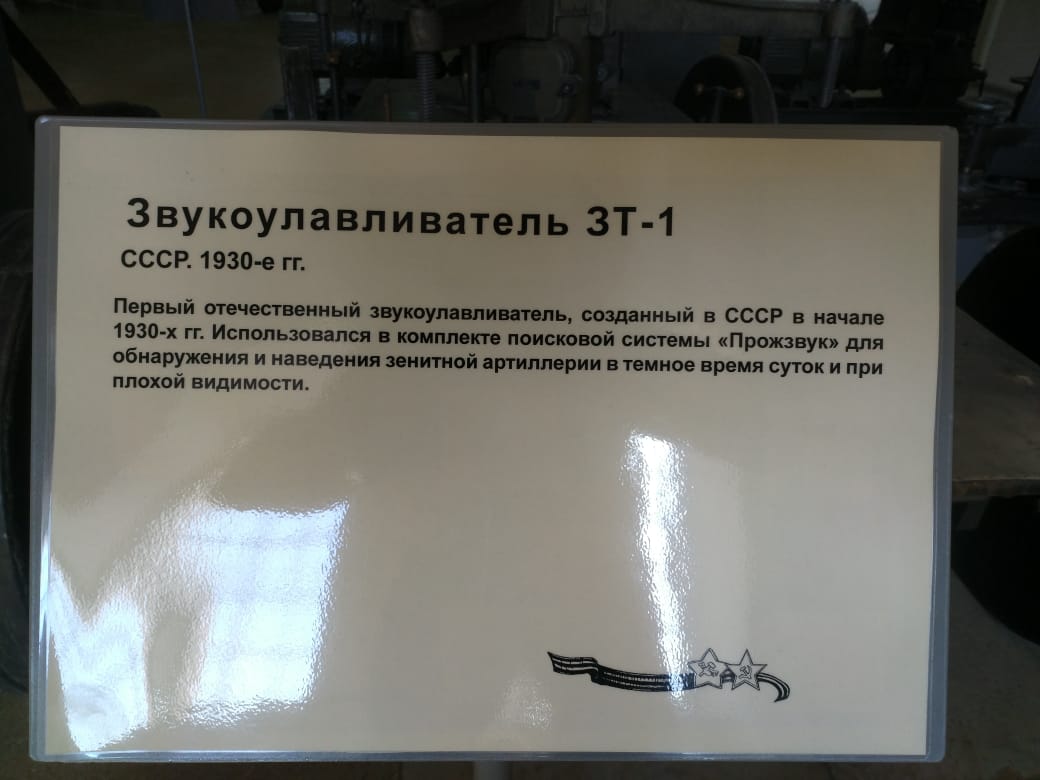 Звукоулавливатель ЗТ-1
СССР. 1930-е гг.
Первый отечественный звукоулавливатель, созданный в СССР в начале
1930-х гг. Использовался в комплекте поисковой системы «Прожзвук» для
обнаружения и наведения зенитной артиллерии в темное время суток и при
плохой видимости.